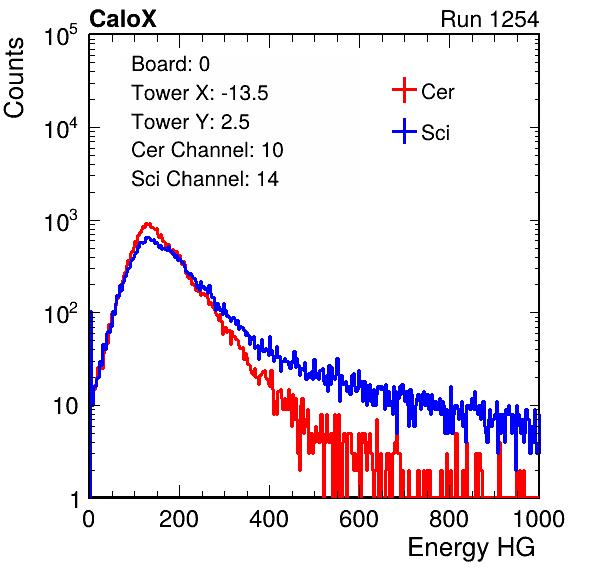 CaloX Run 1254
Counts
Board: 0
Tower X: -13.5
Tower Y: 2.5
Cer Channel: 10
Sci Channel: 14
Cer
Sci
10^5
10^4
10^3
10^2
10
1
0 200 400 600 800 1000
Energy HG